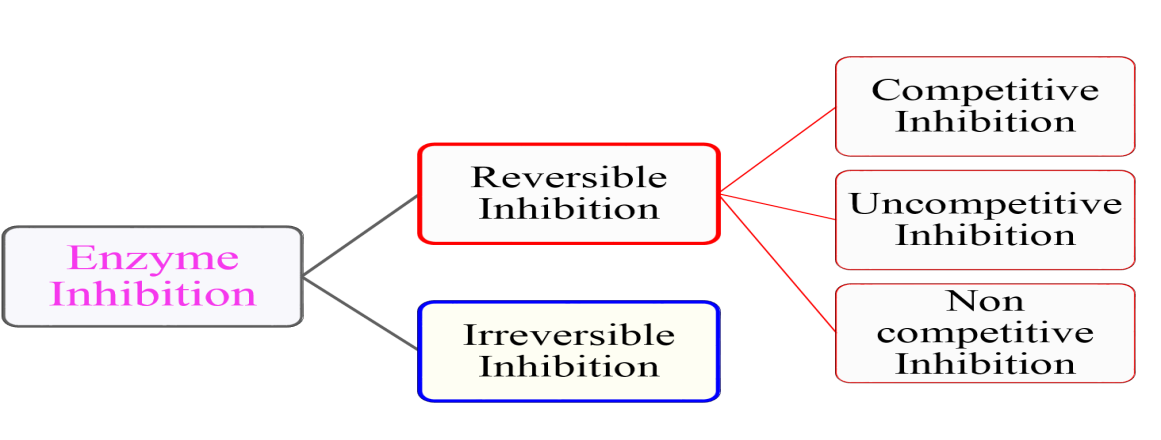 Enzyme
Inhibition
Reversible
Inhibition
Irreversible
Inhibition
Competitive
Inhibition
Uncompetitive
Inhibition
Non
competitive
Inhibition